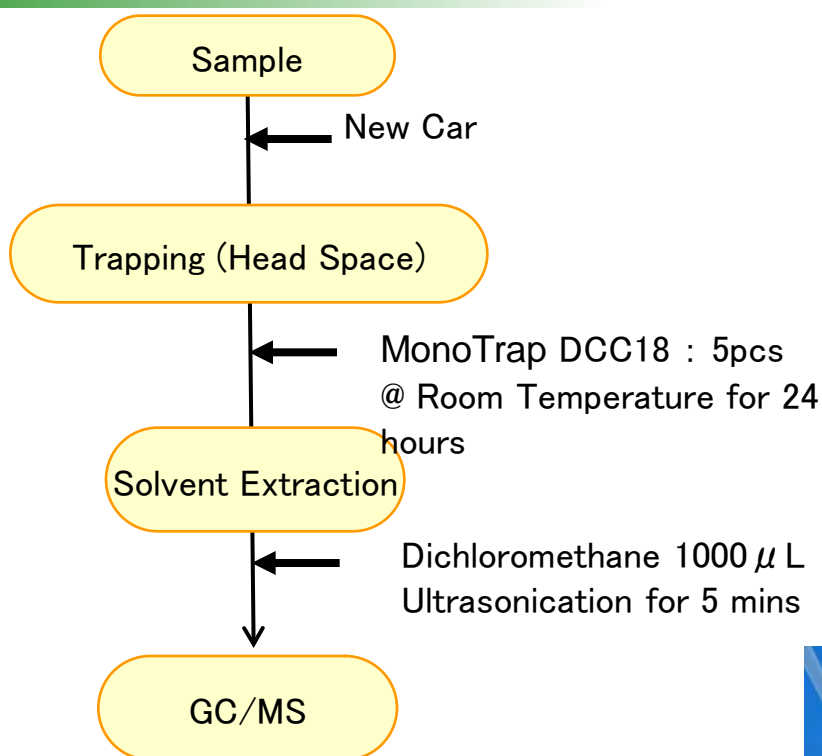 Sample
New Car
Trapping (Head Space)
MonoTrap DCC18 : 5pcs
@ Room Temperature for 24
hours
Solvent Extraction
Dichloromethane 1000μL
Ultrasonication for 5 mins
GC/MS